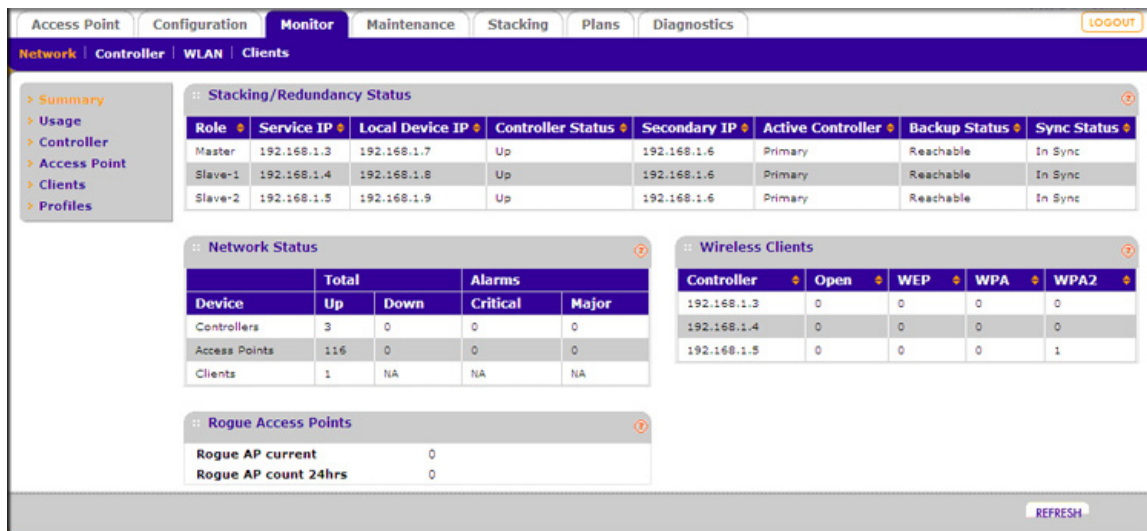 Access Point Configuration Monitor Maintenance Stacking Plans Diagnostics LOGOUT
Network Controller WLAN Clients
Summary
Usage
Controller
Access Point
Clients
Profiles
Stacking/Redundancy Status
Role Service IP Local Device IP Controller Status Secondary IP Active Controller Backup Status Sync Status
Master 192.168.1.3 192.168.1.7 Up 192.168.1.6 Primary Reachable In Sync
Slave-1 192.168.1.4 192.168.1.8 Up 192.168.1.6 Primary Reachable In Sync
Slave-2 192.168.1.5 192.168.1.9 Up 192.168.1.6 Primary Reachable In Sync
Network Status
Total Alarms
Device Up Down Critical Major
Controllers 3 0 0 0
Access Points 116 0 0 0
Clients 1 NA NA NA
Wireless Clients
Controller Open WEP WPA WPA2
192.168.1.3 0 0 0 0
192.168.1.4 0 0 0 0
192.168.1.5 0 0 0 1
Rogue Access Points
Rogue AP current 0
Rogue AP count 24hrs 0
REFRESH